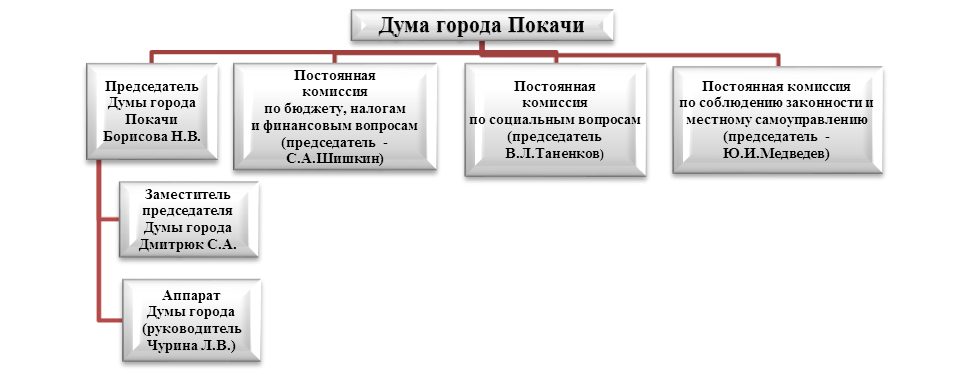 Дума города Покачи
Председатель
Думы города
Покачи
Борисова Н.В.
Постоянная
комиссия
по бюджету, налогам
и финансовым вопросам
(председатель -
С.А.Шишкин)
Постоянная
комиссия
по социальным вопросам
(председатель
В.Л.Таненков)
Постоянная комиссия
по соблюдению законности и
местному самоуправлению
(председатель -
Ю.И.Медведев)
Заместитель
председателя
Думы города
Дмитрюк С.А.
Аппарат
Думы города
(руководитель
Чурина Л.В.)